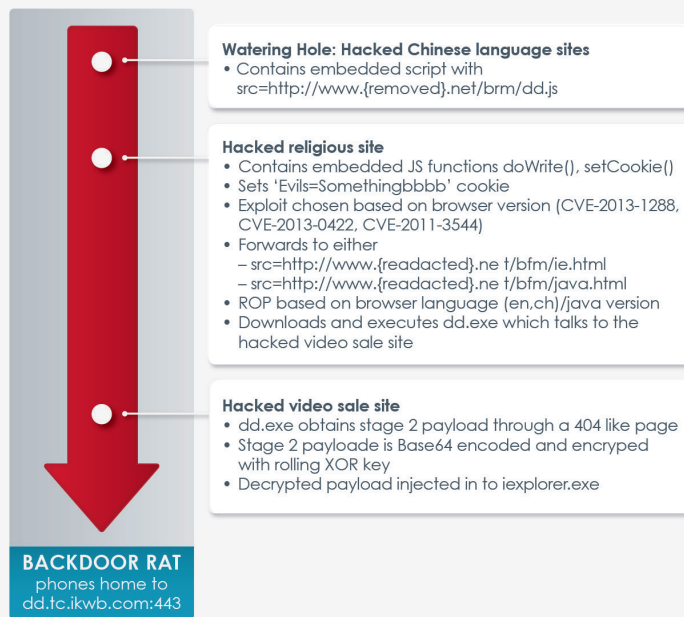 Watering Hole: Hacked Chinese language sites
• Contains embedded script with
src=http://www.{removed}.net/brm/dd.js
Hacked religious site
• Contains embedded JS functions doWrite(), setCookie()
• Sets ‘Evils=Somethingbbbb’ cookie
• Exploit chosen based on browser version (CVE-2013-1288,
CVE-2013-0422, CVE-2011-3544)
• Forwards to either
– src=http://www.{readacted}.ne t/bfm/ie.html
– src=http://www.{readacted}.ne t/bfm/java.html
• ROP based on browser language (en,ch)/java version
• Downloads and executes dd.exe which talks to the
hacked video sale site
Hacked video sale site
• dd.exe obtains stage 2 payload through a 404 like page
• Stage 2 payloade is Base64 encoded and encryped
with rolling XOR key
• Decrypted payload injected in to iexplorer.exe
BACKDOOR RAT
phones home to
dd.tc.ikwb.com:443